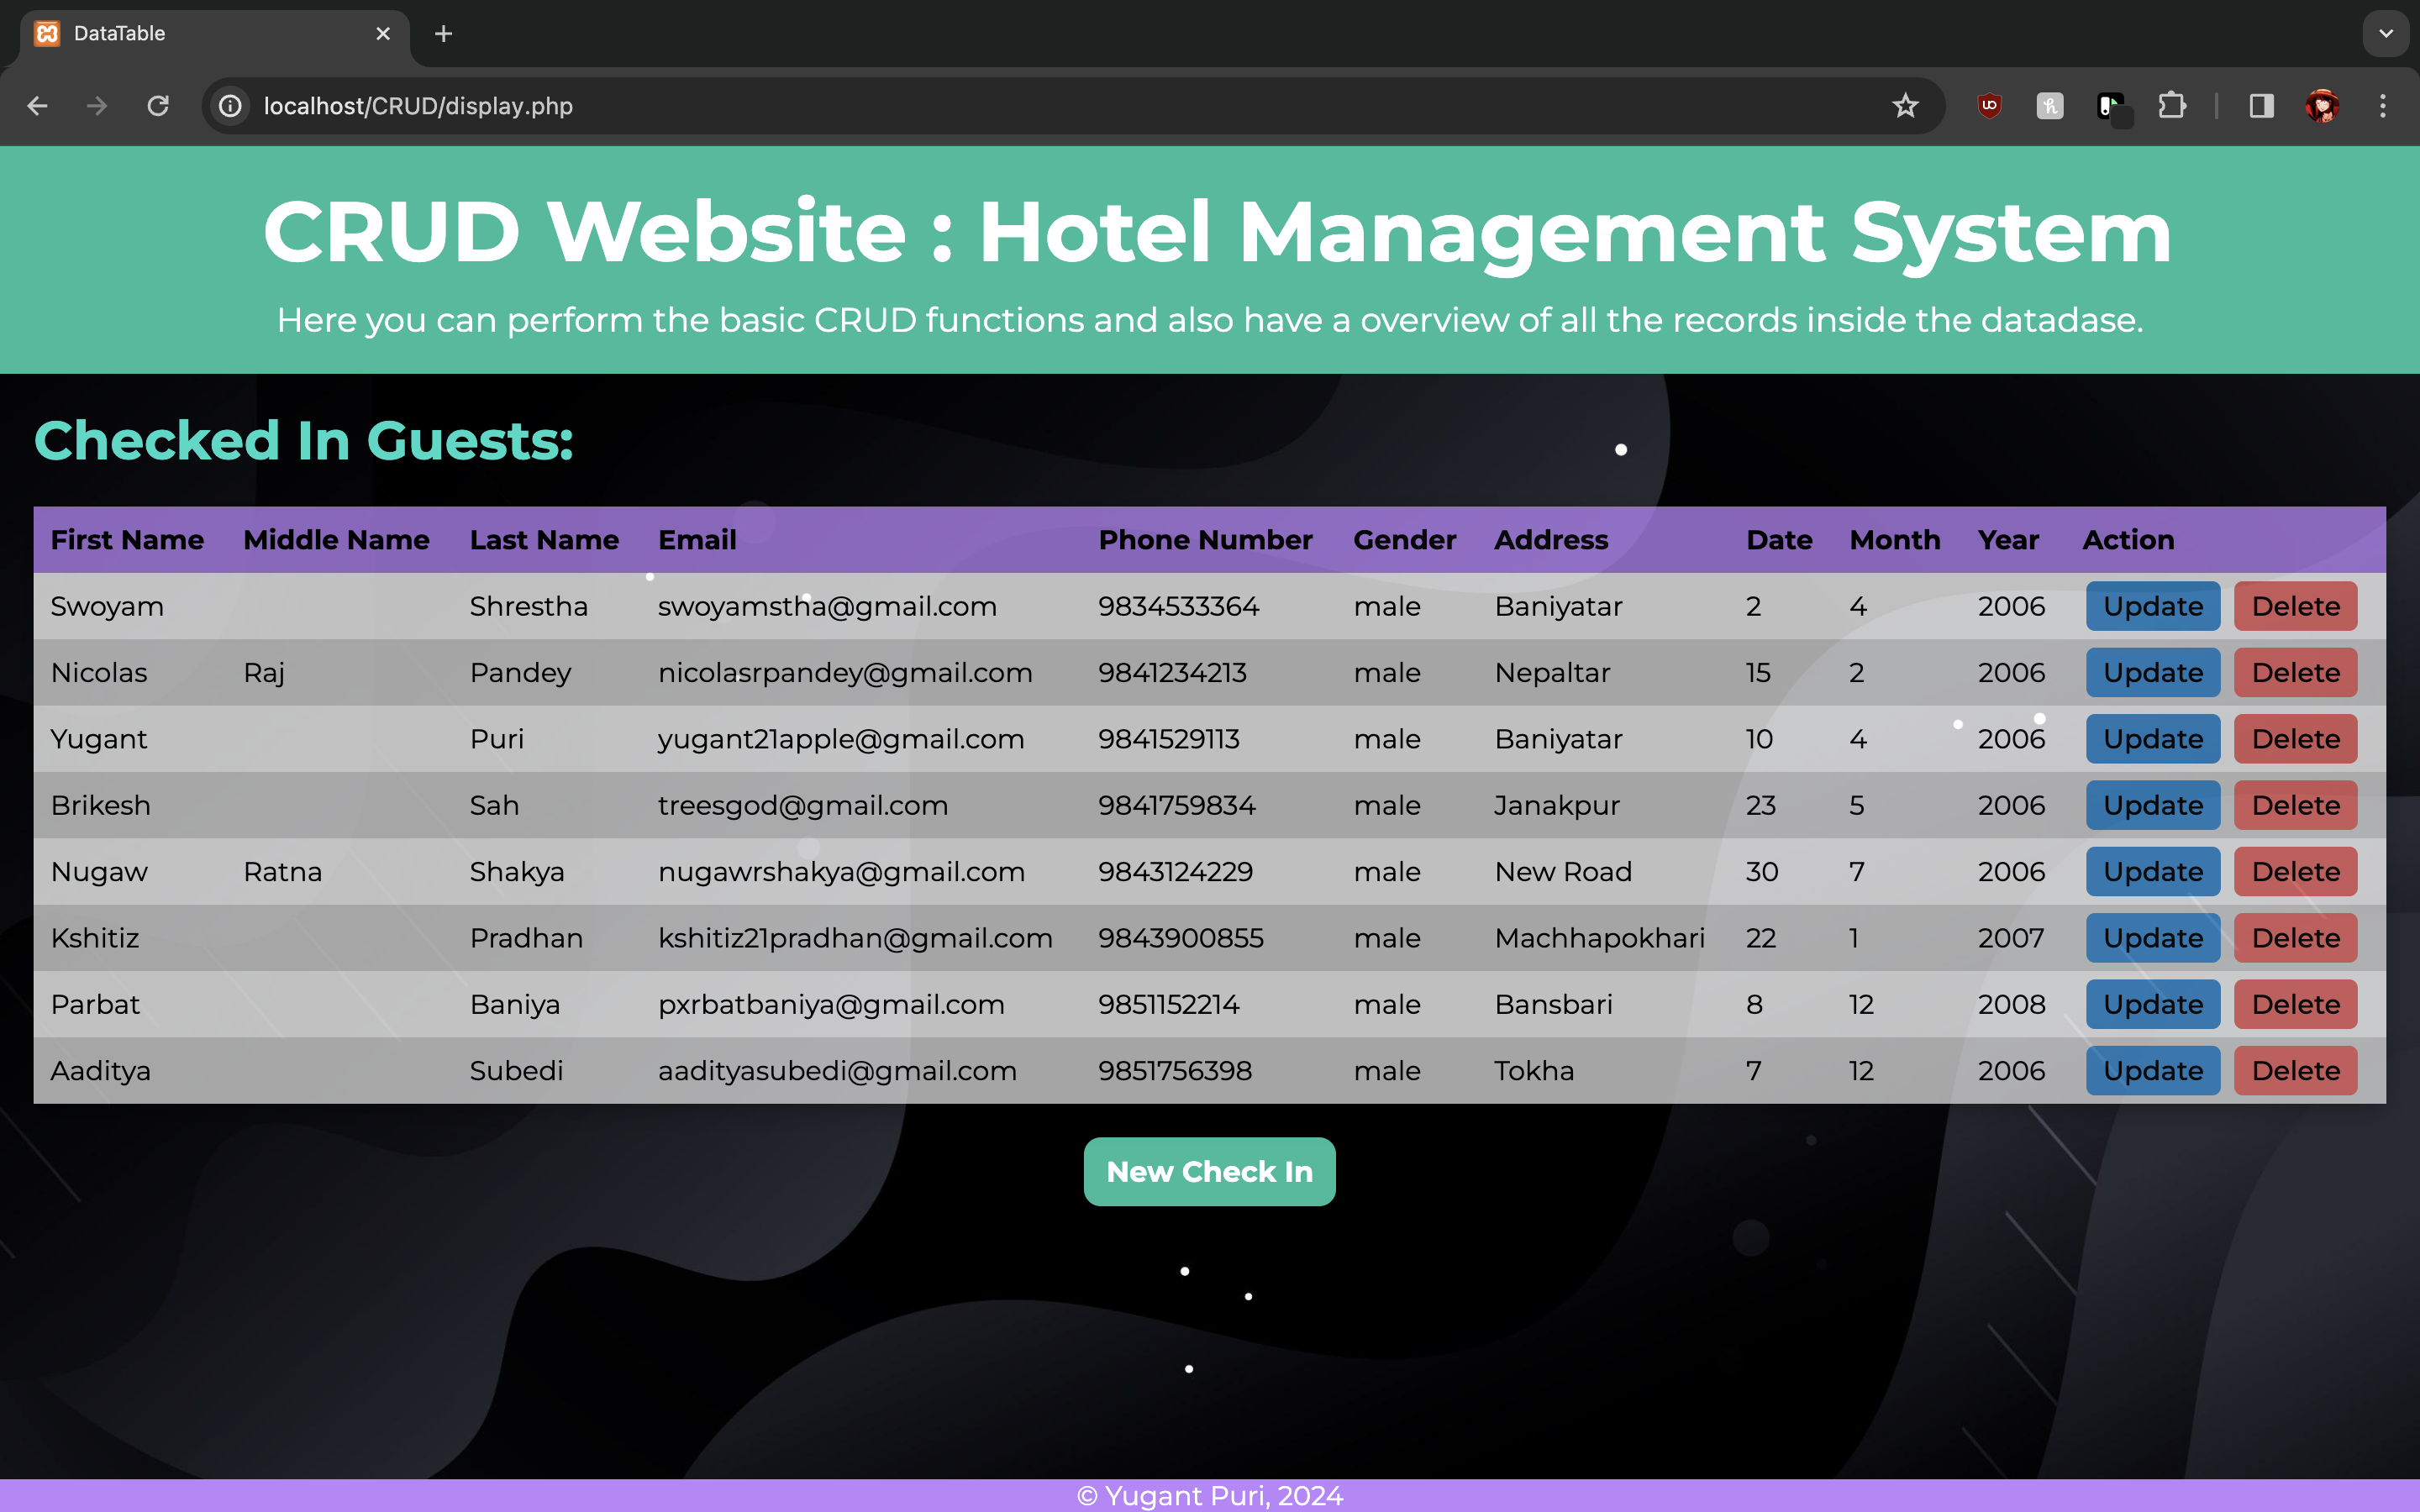 DataTable
localhost/CRUD/display.php
CRUD Website : Hotel Management System
Here you can perform the basic CRUD functions and also have a overview of all the records inside the datadase.
Checked In Guests:
First Name Middle Name Last Name Email Phone Number Gender Address Date Month Year Action
Swoyam Shrestha swoyamstha@gmail.com 9834533364 male Baniyatar 2 4 2006 Update Delete
Nicolas Raj Pandey nicolasrpandey@gmail.com 9841234213 male Nepaltar 15 2 2006 Update Delete
Yugant Puri yugant21apple@gmail.com 9841529113 male Baniyatar 10 4 2006 Update Delete
Brikesh Sah treesgod@gmail.com 9841759834 male Janakpur 23 5 2006 Update Delete
Nugaw Ratna Shakya nugawrshakya@gmail.com 9843124229 male New Road 30 7 2006 Update Delete
Kshitiz Pradhan kshitiz21pradhan@gmail.com 9843900855 male Machhapokhari 22 1 2007 Update Delete
Parbat Baniya pxrbatbaniya@gmail.com 9851152214 male Bansbari 8 12 2008 Update Delete
Aaditya Subedi aadityasubedi@gmail.com 9851756398 male Tokha 7 12 2006 Update Delete
New Check In
© Yugant Puri, 2024